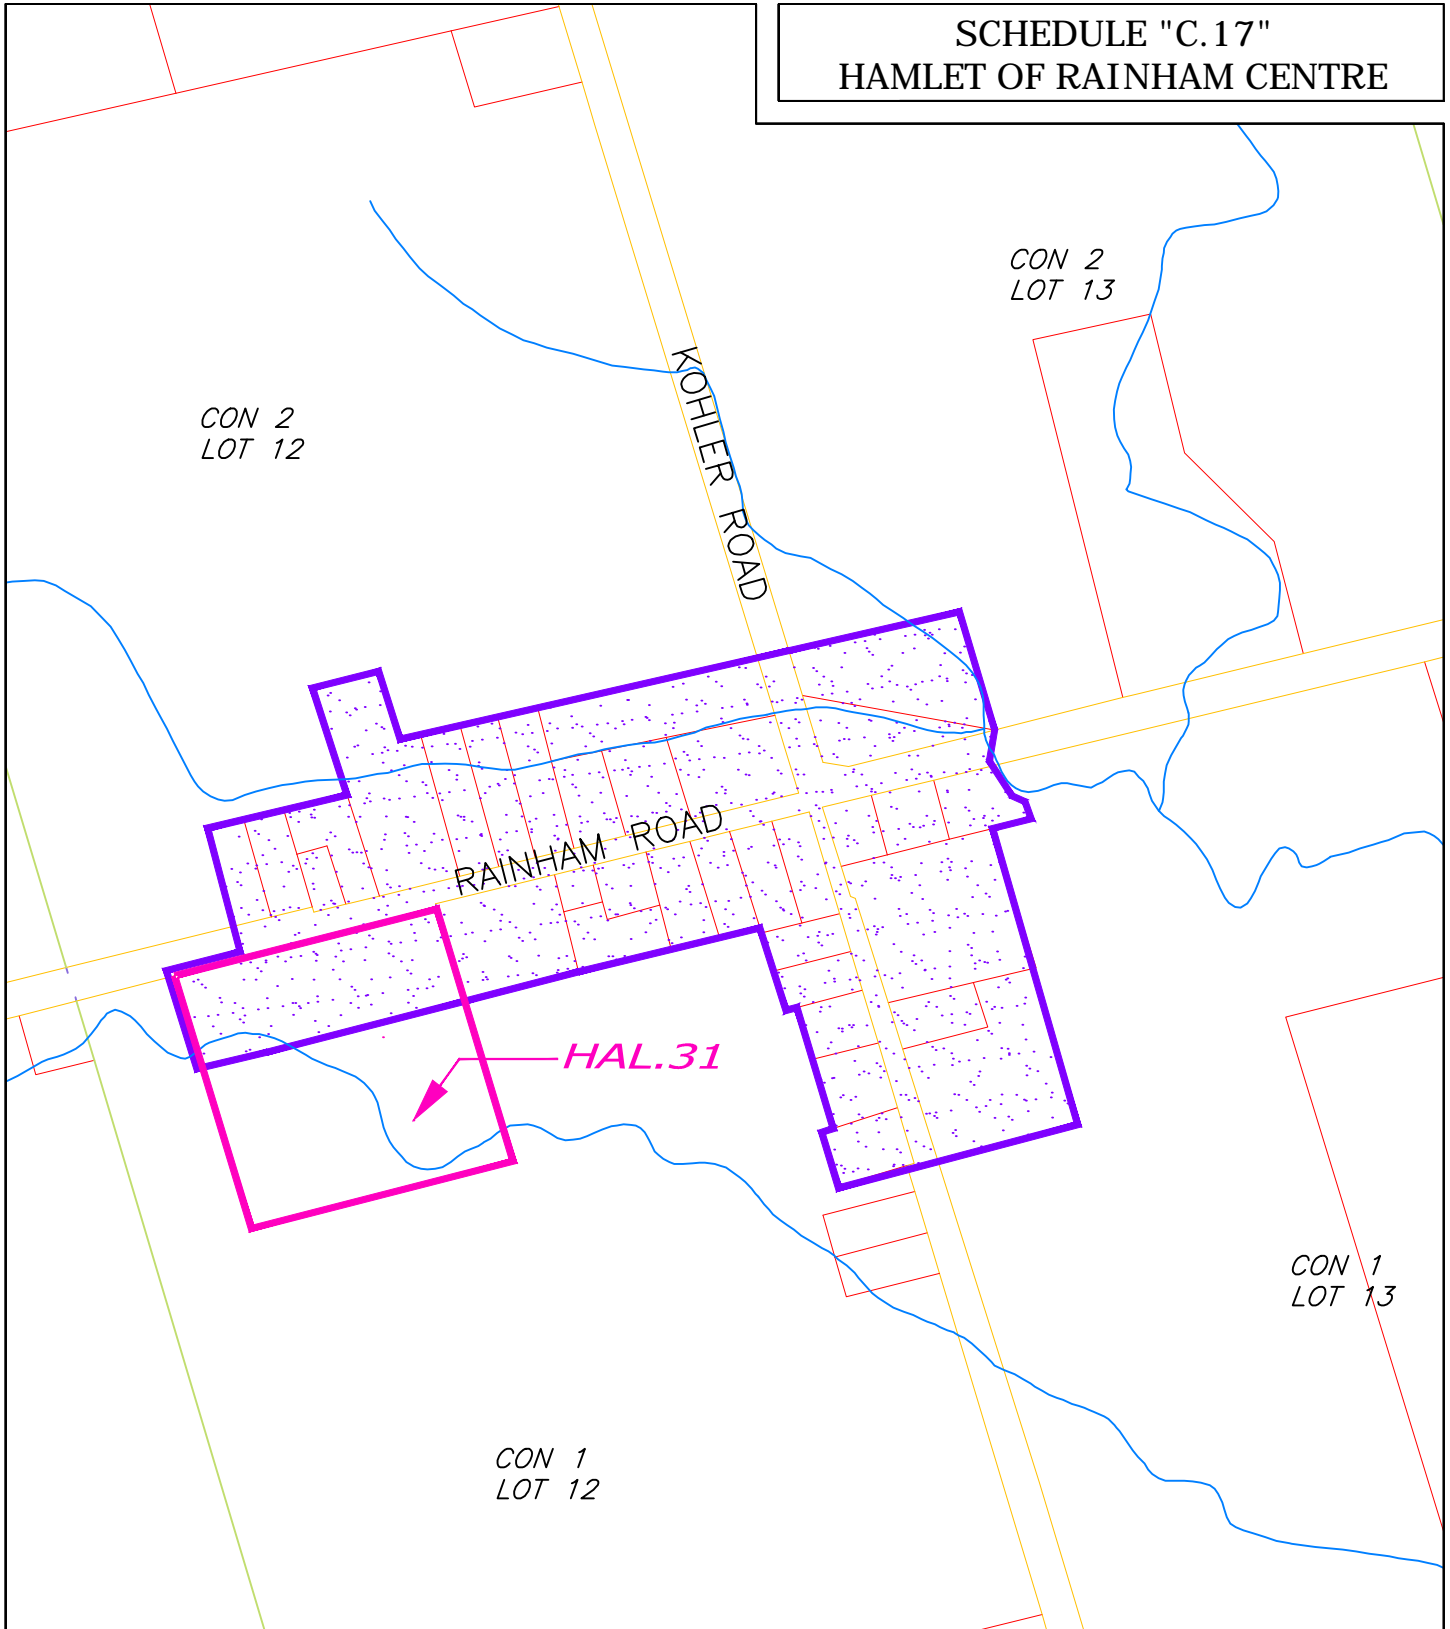 SCHEDULE "C.17"
HAMLET OF RAINHAM CENTRE
CON 2
LOT 13
KOHLER ROAD
CON 2
LOT 12
RAINHAM ROAD
HAL.31
CON 1
LOT 13
CON 1
LOT 12